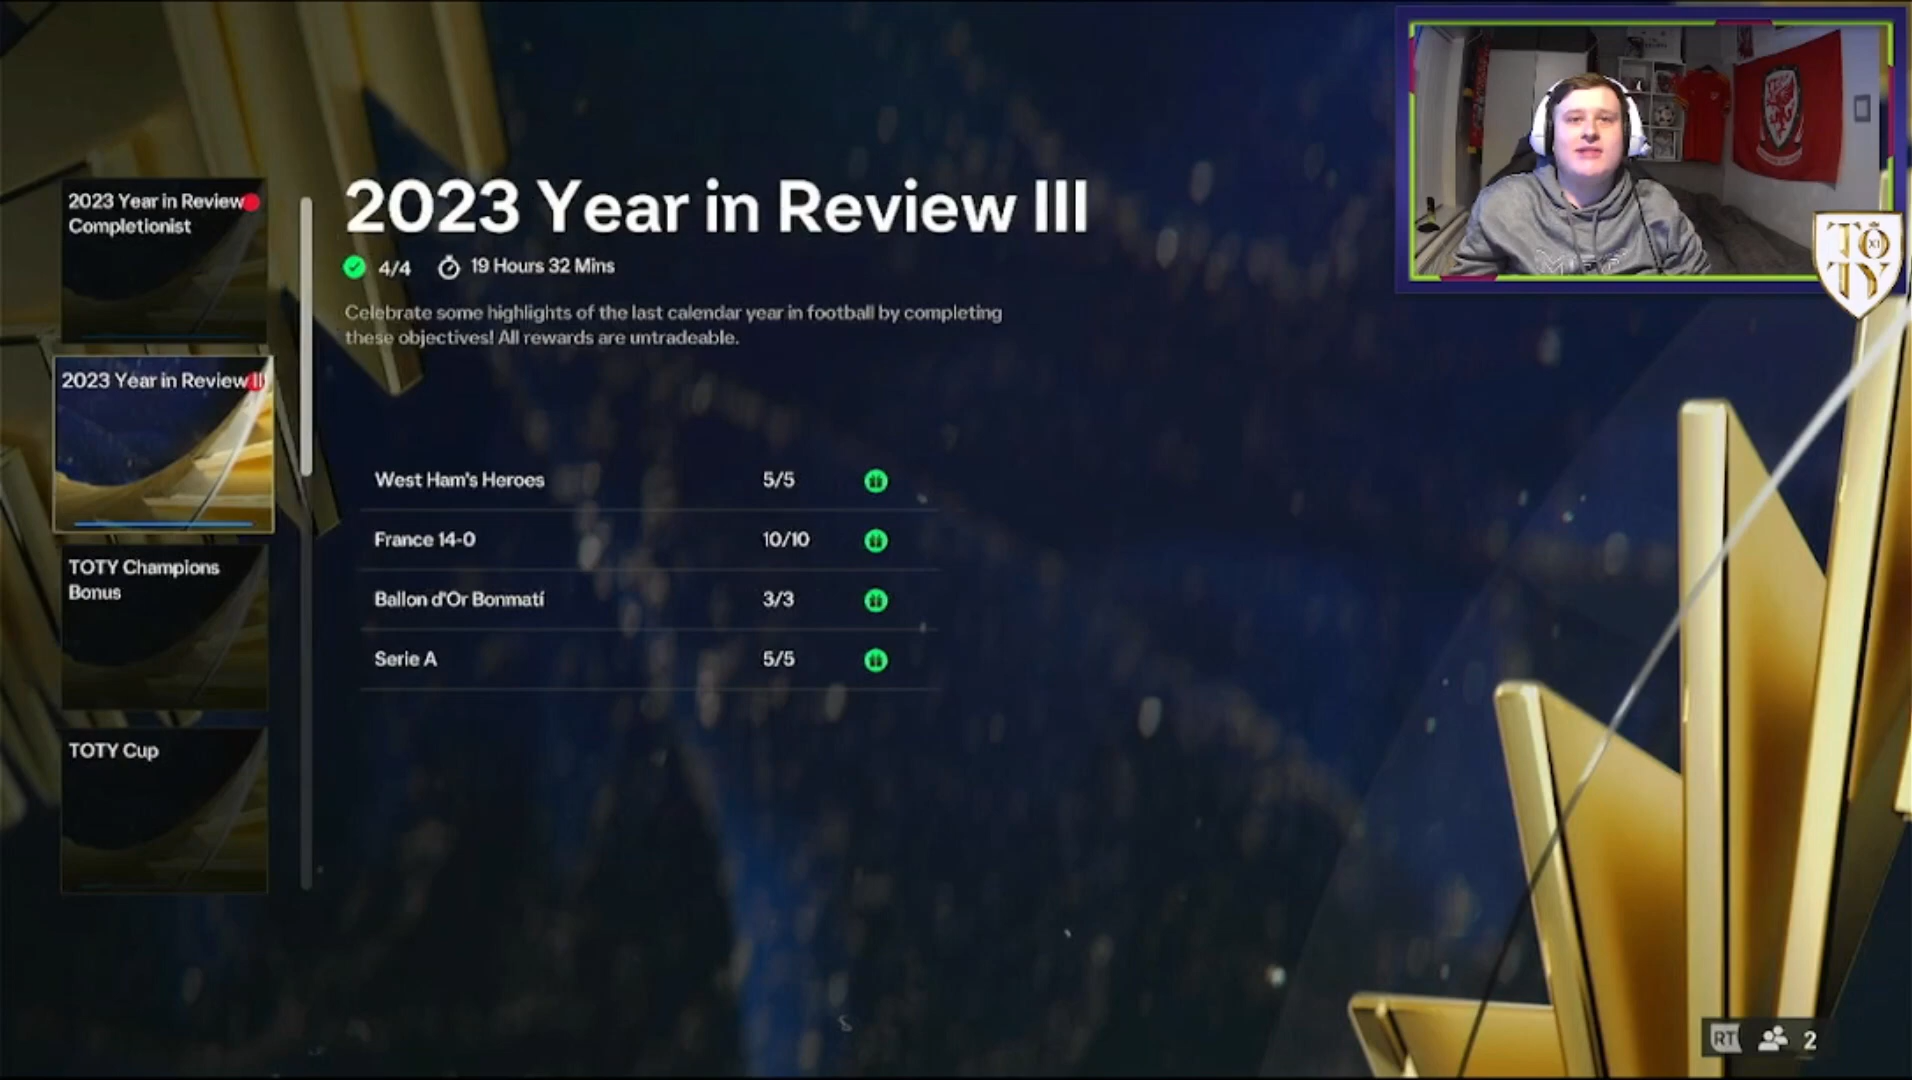 2023 Year in Review
Completionist
2023 Year in Review III
TOTY Champions
Bonus
TOTY Cup
2023 Year in Review III
4/4
19 Hours 32 Mins
Celebrate some highlights of the last calendar year in football by completing
these objectives! All rewards are untradeable.
West Ham's Heroes 5/5
France 14-0 10/10
Ballon d'Or Bonmatí 3/3
Serie A 5/5
TO
XI
TY
RT 2